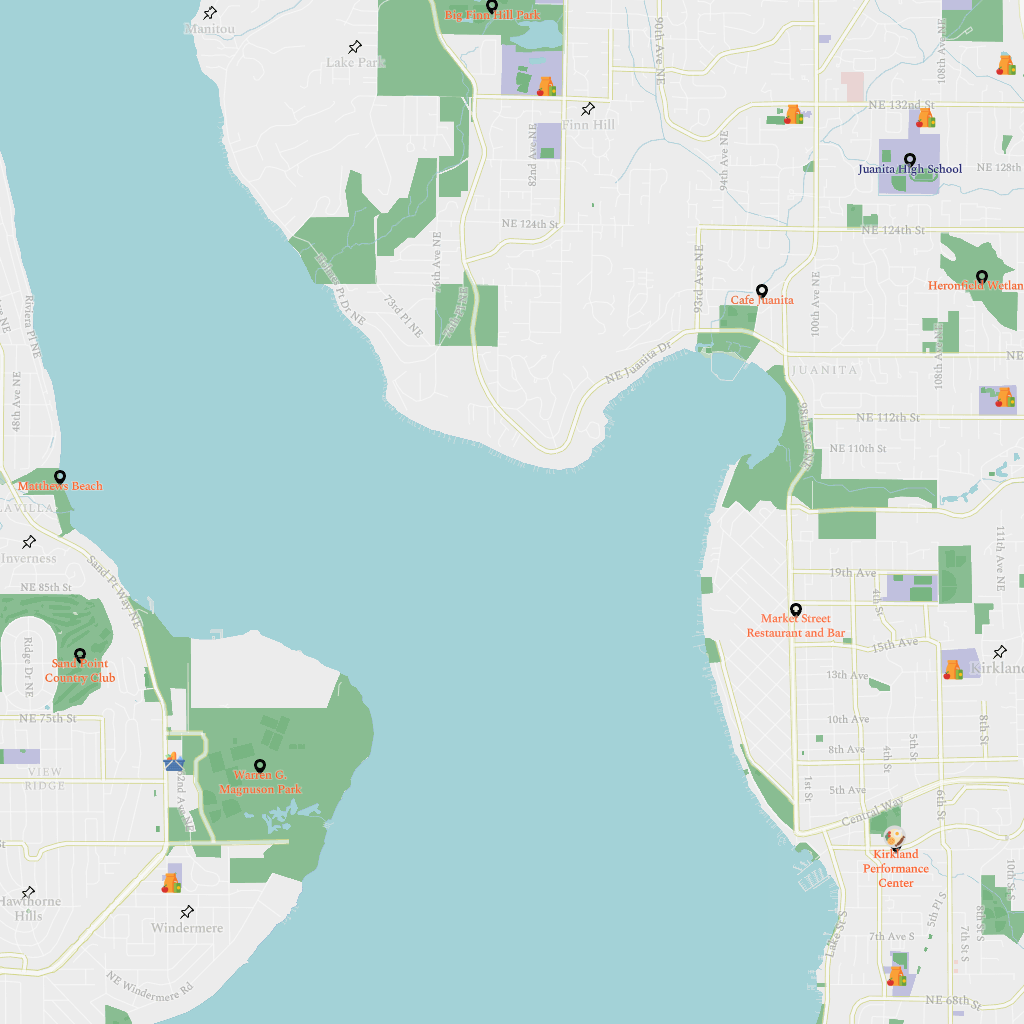 Big Finn Hill Park
Manitou
Lake Park
90th Ave NE
108th Ave NE
NE 132nd St
Finn Hill
82nd Ave NE
94th Ave NE
Juanita High School
NE 128th
NE 124th St
NE 124th St
76th Ave NE
Holmes Pt Dr NE
73rd Pl NE
76th Pl NE
93rd Ave NE
Cafe Juanita
100th Ave NE
Heronfield Wetlan
Riviera Pl NE
NE Juanita Dr
NE
JUANITA
108th Ave NE
48th Ave NE
98th Ave NE
NE 112th St
NE 110th St
Matthews Beach
LAVILLA
Inverness
Sand Pt Way NE
NE 85th St
111th Ave NE
19th Ave
4th St
Market Street
Restaurant and Bar
15th Ave
Ridge Dr NE
Sand Point
Country Club
13th Ave
Kirkland
NE 75th St
10th Ave
8th St
8th Ave
4th St
5th St
VIEW
RIDGE
62nd Ave NE
Warren G.
Magnuson Park
1st St
5th Ave
6th St
Central Way
St
Kirkland
Performance
Center
10th St S
Hawthorne
Hills
Windermere
Lake St S
7th Ave S
5th Pl S
7th St S
8th St S
NE Windermere Rd
NE 68th St